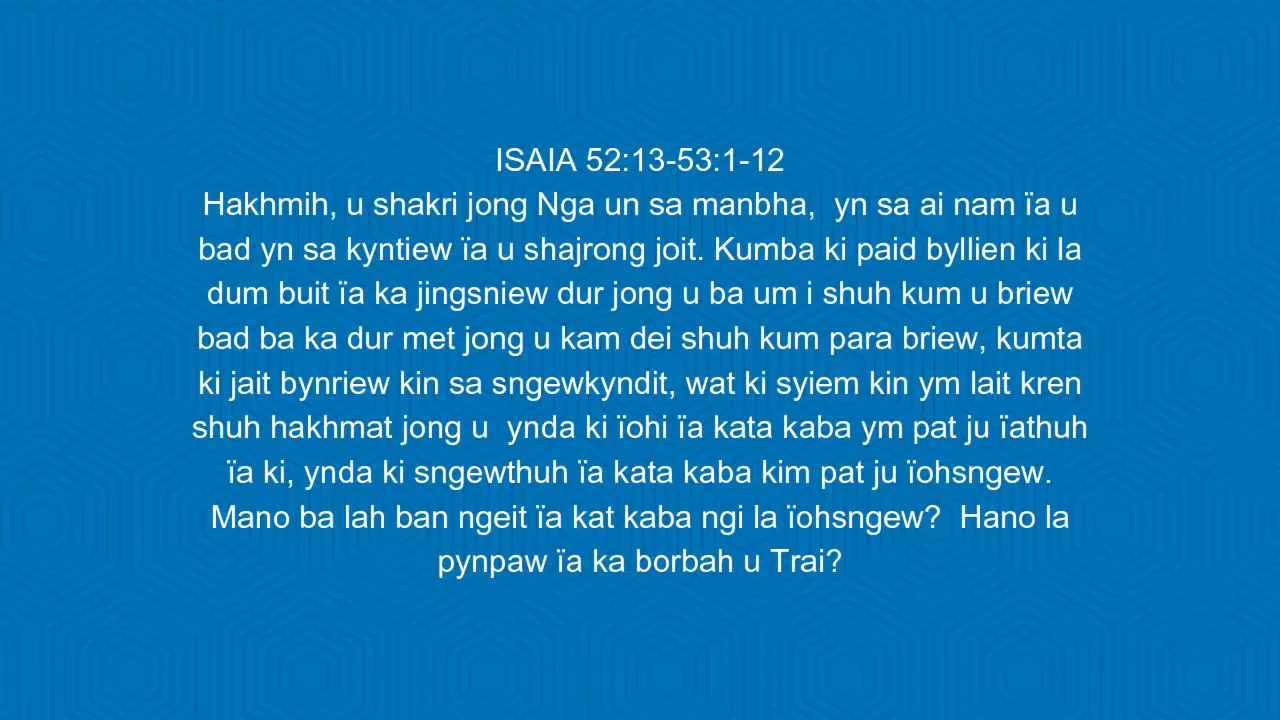 ISAIA 52:13-53:1-12
Hakhmih, u shakri jong Nga un sa manbha,  yn sa ai nam ïa u
bad yn sa kyntiew ïa u shajrong joit. Kumba ki paid byllien ki la
dum buit ïa ka jingsniew dur jong u ba um i shuh kum u briew
bad ba ka dur met jong u kam dei shuh kum para briew, kumta
ki jait bynriew kin sa sngewkyndit, wat ki syiem kin ym lait kren
shuh hakhmat jong u  ynda ki ïohi ïa kata kaba ym pat ju ïathuh
ïa ki, ynda ki sngewthuh ïa kata kaba kim pat ju ïohsngew.
Mano ba lah ban ngeit ïa kat kaba ngi la ïohsngew?  Hano la
pynpaw ïa ka borbah u Trai?